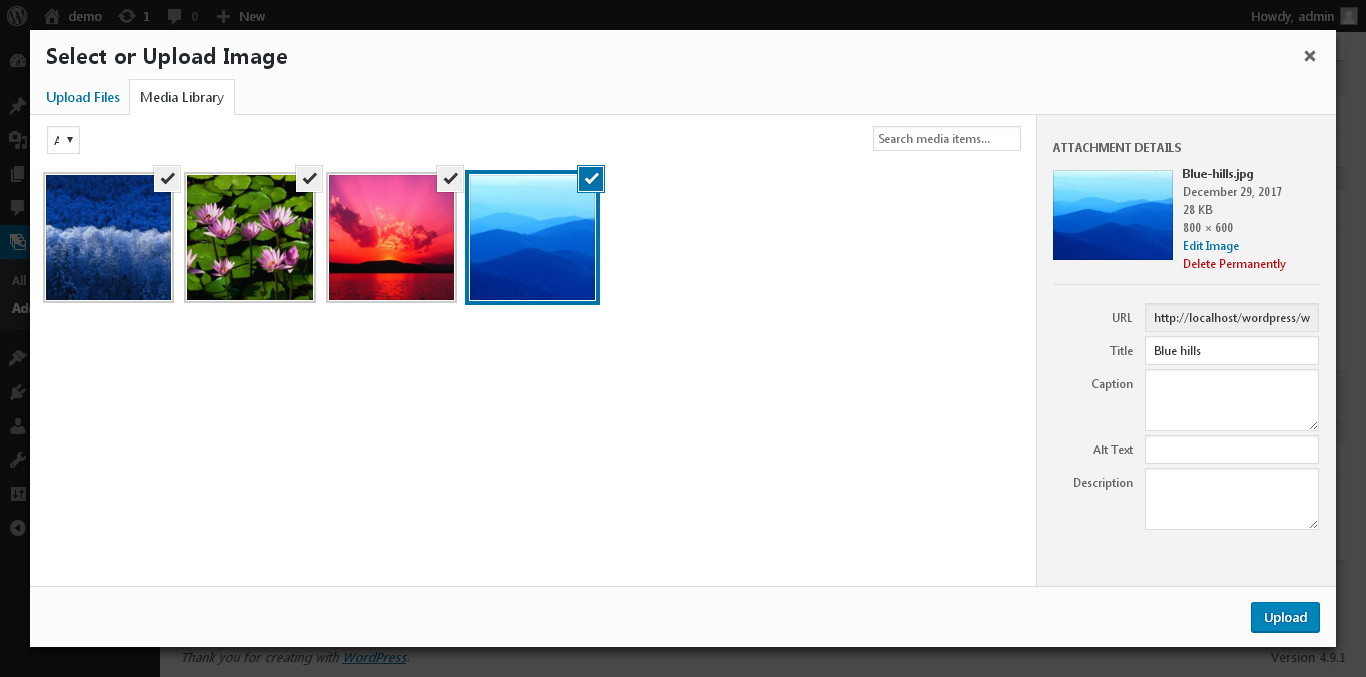 demo 1 0 New Howdy, admin
Select or Upload Image
Upload Files Media Library
Search media items...
ATTACHMENT DETAILS
Blue-hills.jpg
December 29, 2017
28 KB
800 × 600
Edit Image
Delete Permanently
All
URL http://localhost/wordpress/w
Title Blue hills
Caption
Alt Text
Description
Upload
Thank you for creating with WordPress. Version 4.9.1